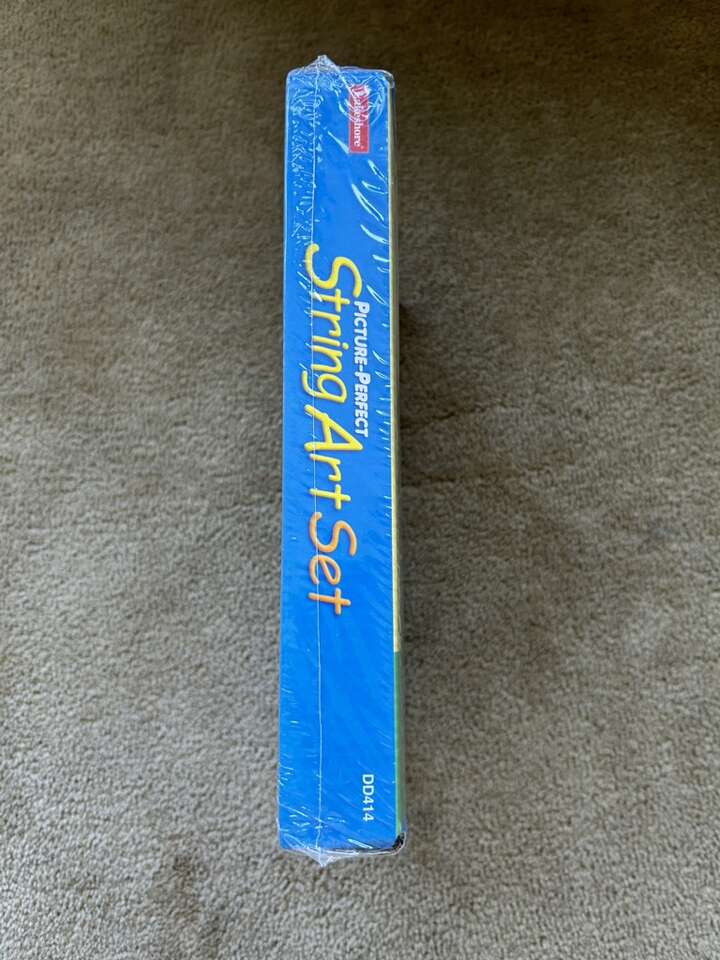 Lakeshore
PICTURE-PERFECT
String Art Set
DD414